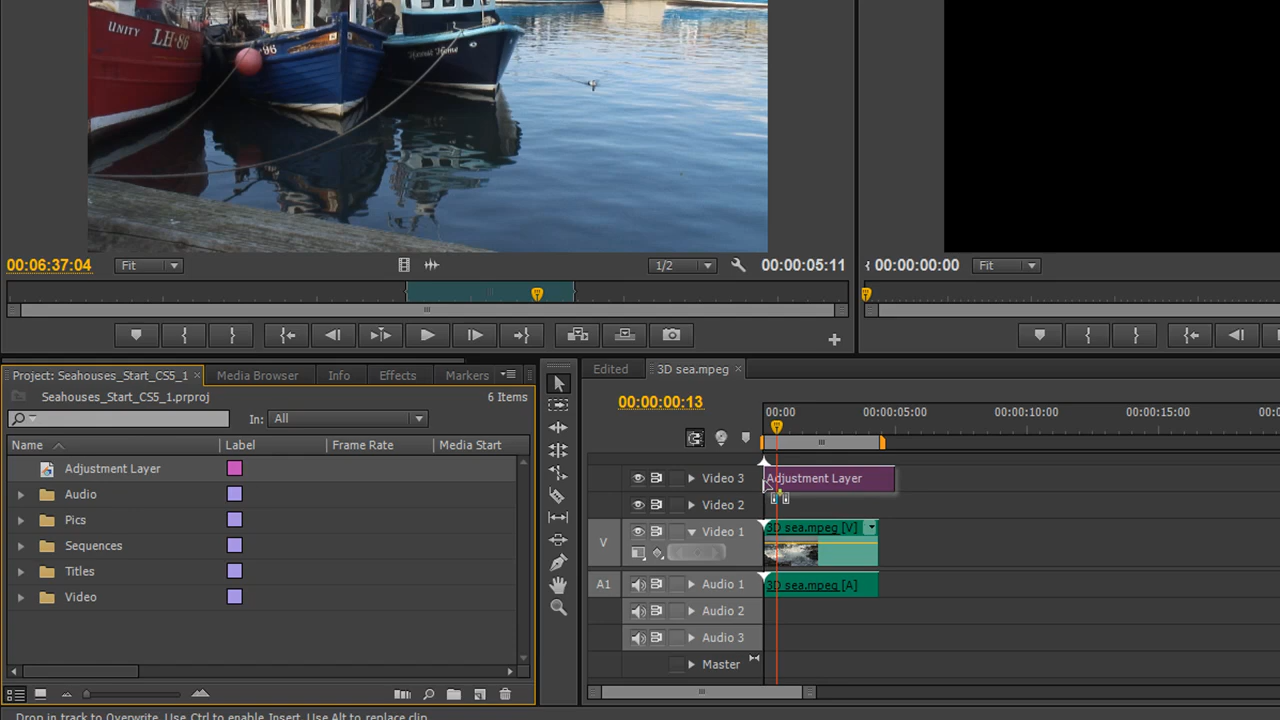 UNITY LH-86
96
00:06:37:04 Fit 1/2 00:00:05:11
00:00:00:00 Fit
Project: Seahouses_Start_CS5_1 Media Browser Info Effects Markers
Seahouses_Start_CS5_1.prproj 6 Items
In: All
Name Label Frame Rate Media Start
Adjustment Layer
Audio
Pics
Sequences
Titles
Video
Edited 3D sea.mpeg
00:00:00:13
00:00 00:00:05:00 00:00:10:00 00:00:15:00 00:0
Video 3 Adjustment Layer
Video 2
V Video 1 3D sea.mpeg [V]
A1 Audio 1 3D sea.mpeg [A]
Audio 2
Audio 3
Master
Drop in track to Overwrite. Use Ctrl to enable Insert. Use Alt to replace clip.